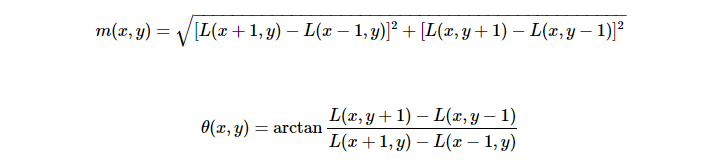 m(x, y) = √[L(x + 1, y) − L(x − 1, y)]² + [L(x, y + 1) − L(x, y − 1)]²
θ(x, y) = arctan L(x, y + 1) − L(x, y − 1) / L(x + 1, y) − L(x − 1, y)